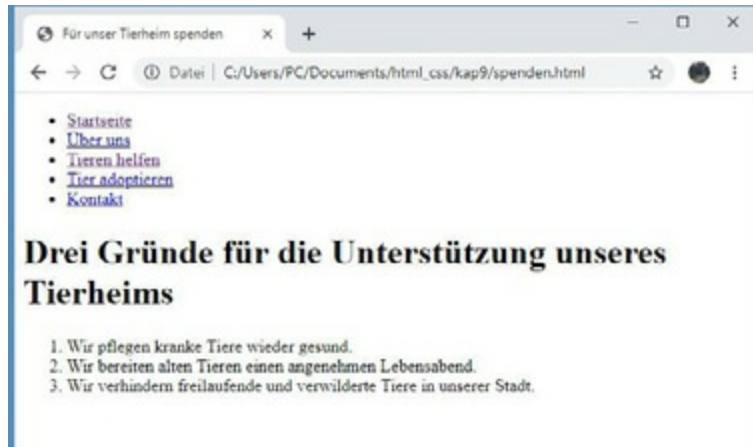 Für unser Tierheim spenden
Datei | C:/Users/PC/Documents/html_css/kap9/spenden.html
• Startseite
• Über uns
• Tieren helfen
• Tier adoptieren
• Kontakt
Drei Gründe für die Unterstützung unseres
Tierheims
1. Wir pflegen kranke Tiere wieder gesund.
2. Wir bereiten alten Tieren einen angenehmen Lebensabend.
3. Wir verhindern freilaufende und verwilderte Tiere in unserer Stadt.